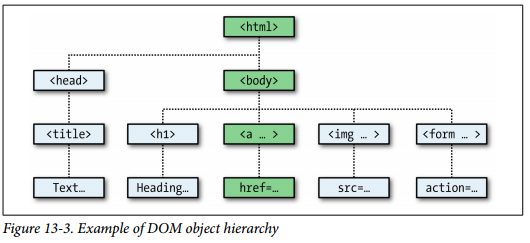 <html>
<head> <body>
<title> <h1> <a … > <img … > <form … >
Text… Heading… href=… src=… action=…
Figure 13-3. Example of DOM object hierarchy